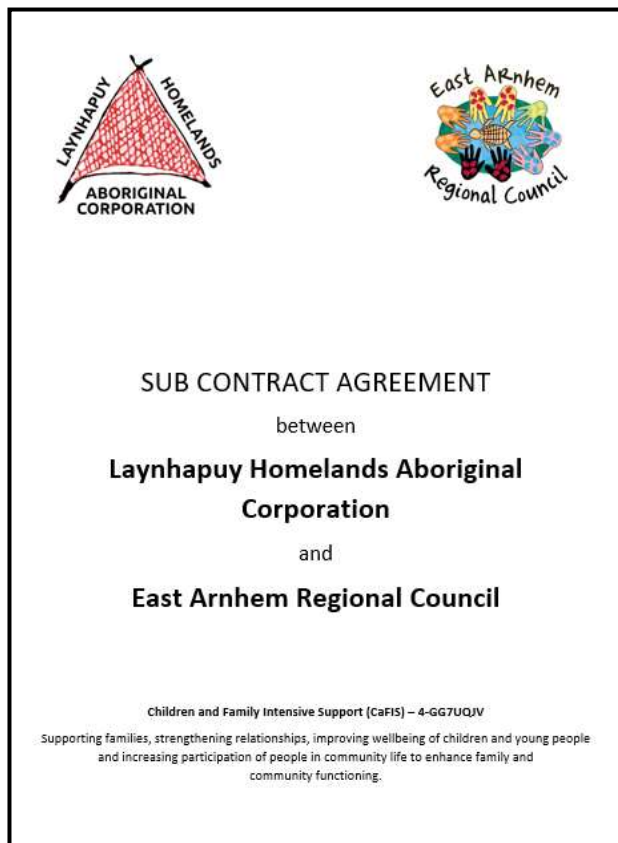 LAYNHAPUY HOMELANDS
ABORIGINAL
CORPORATION
East ARnhem
Regional Council
SUB CONTRACT AGREEMENT
between
Laynhapuy Homelands Aboriginal
Corporation
and
East Arnhem Regional Council
Children and Family Intensive Support (CaFIS) – 4-GG7UQJV
Supporting families, strengthening relationships, improving wellbeing of children and young people
and increasing participation of people in community life to enhance family and
community functioning.